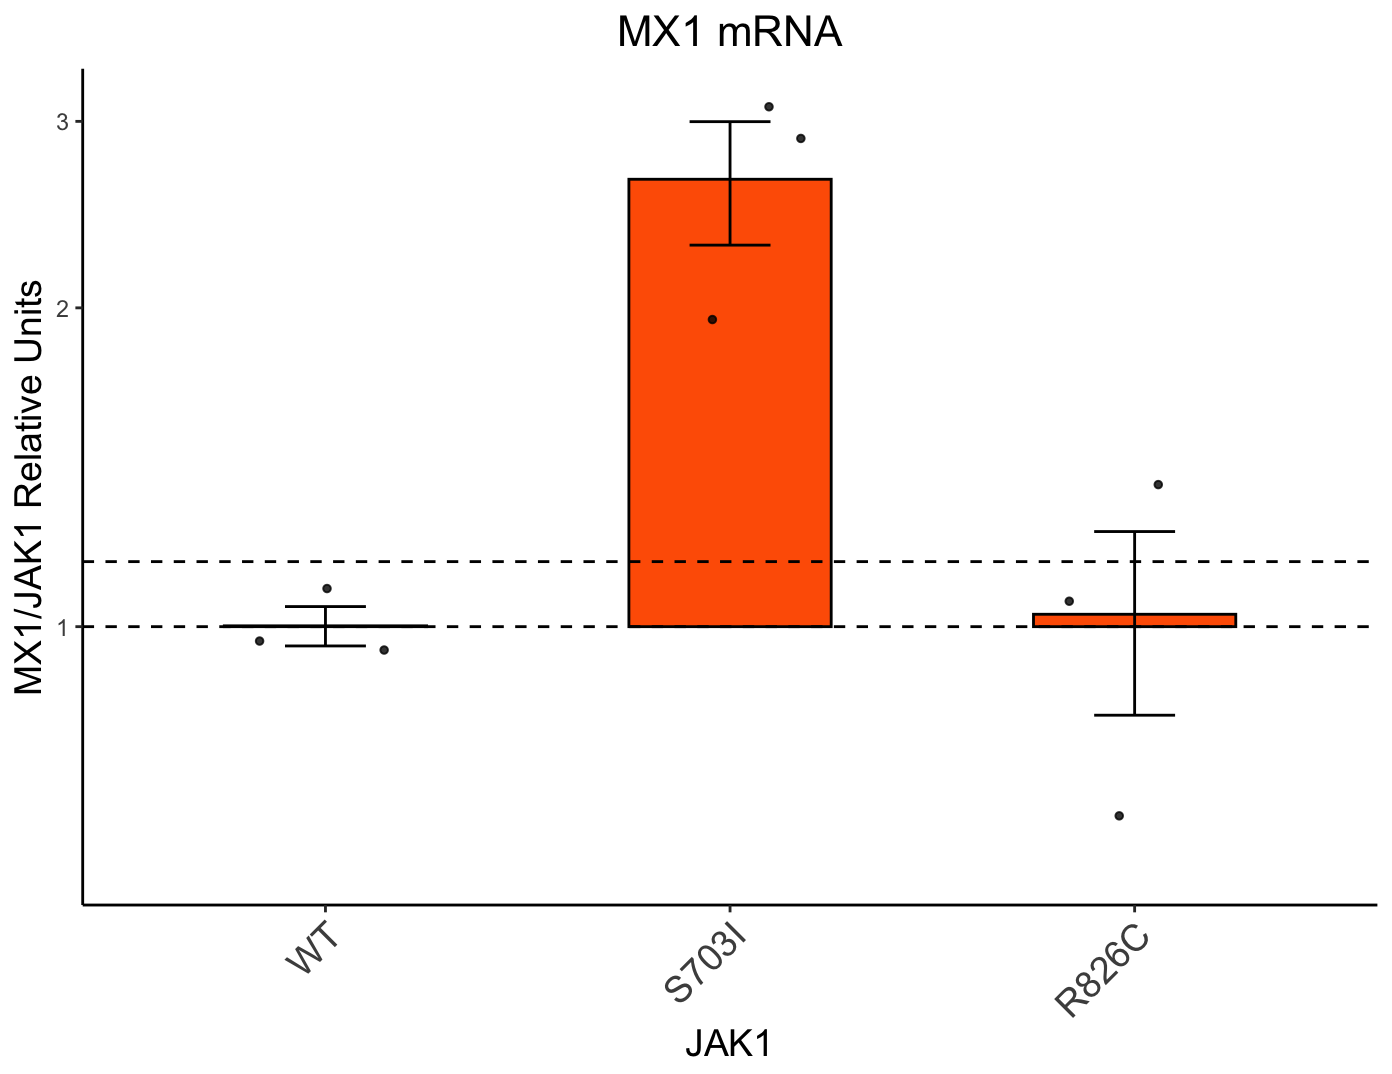 MX1 mRNA
MX1/JAK1 Relative Units
3
2
1
WT
S703I
R826C
JAK1